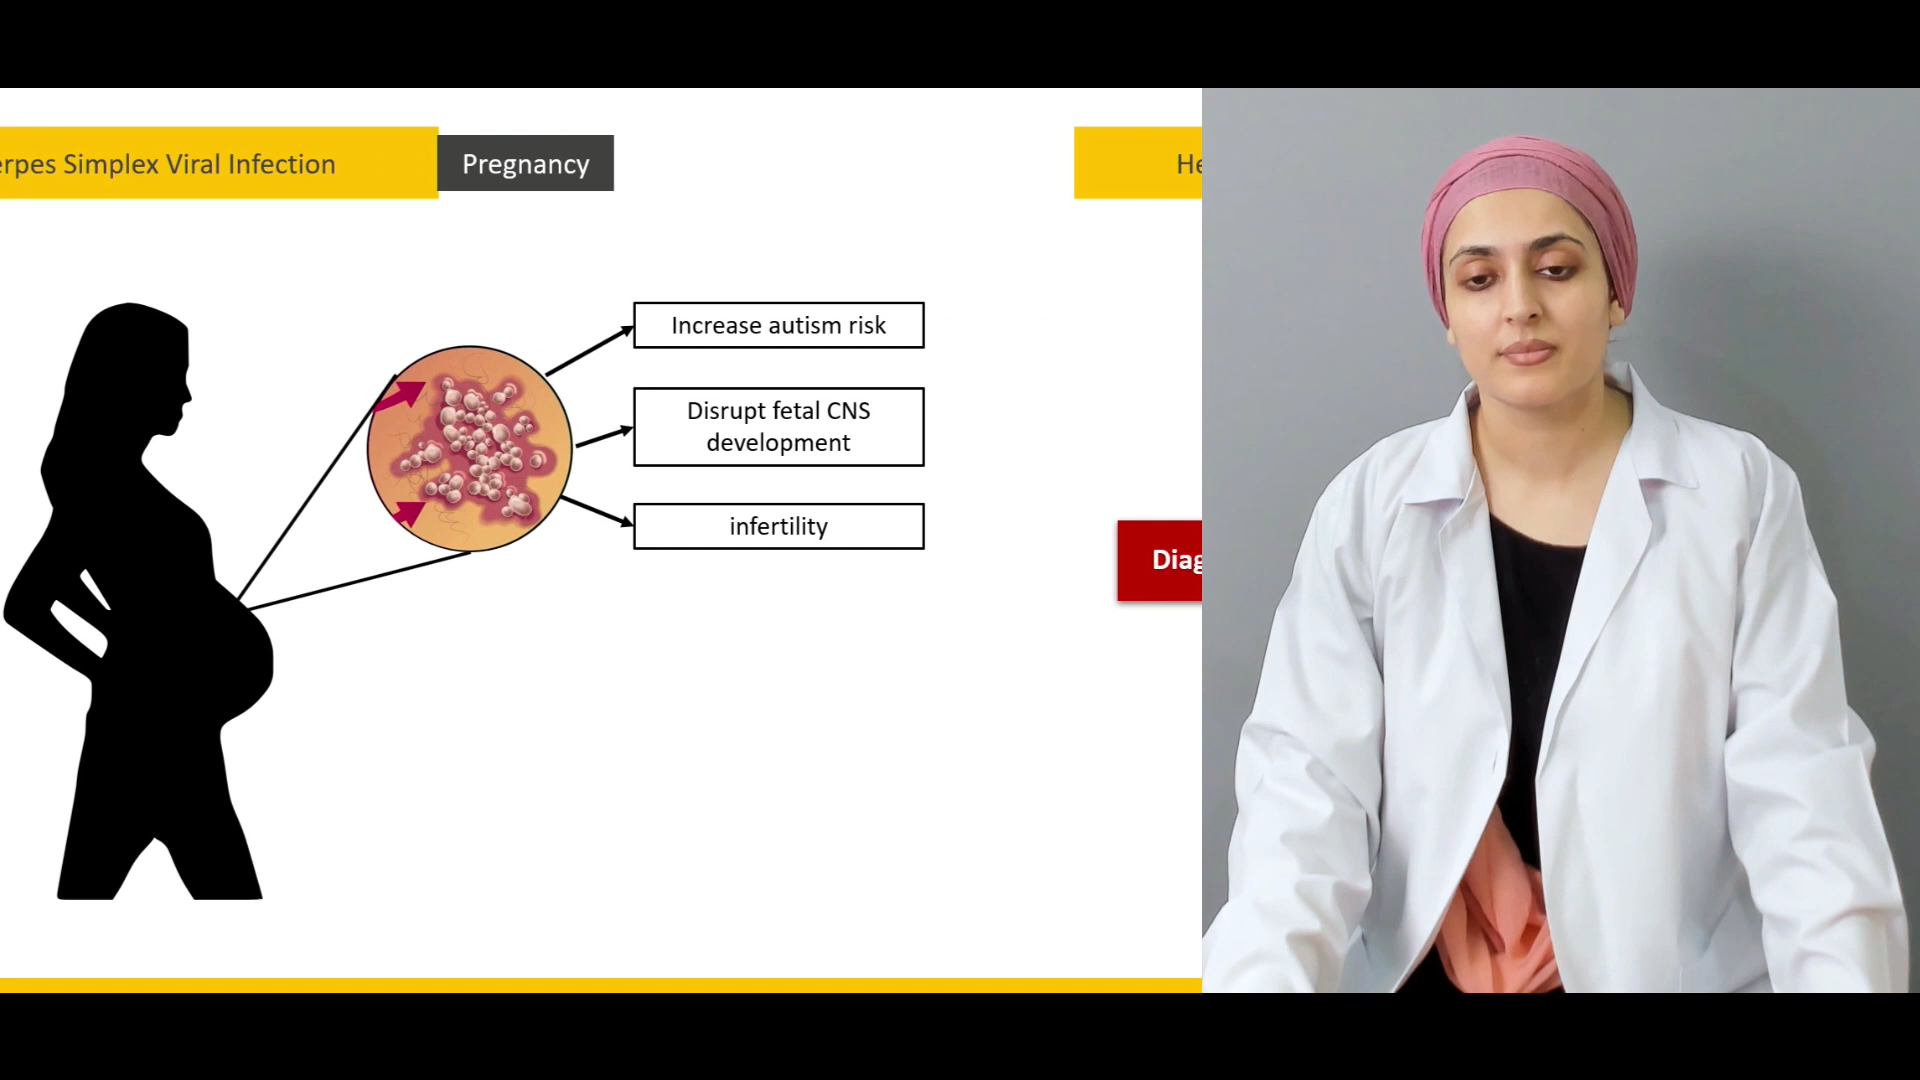 erpes Simplex Viral Infection
Pregnancy
He
Increase autism risk
Disrupt fetal CNS
development
infertility
Diag